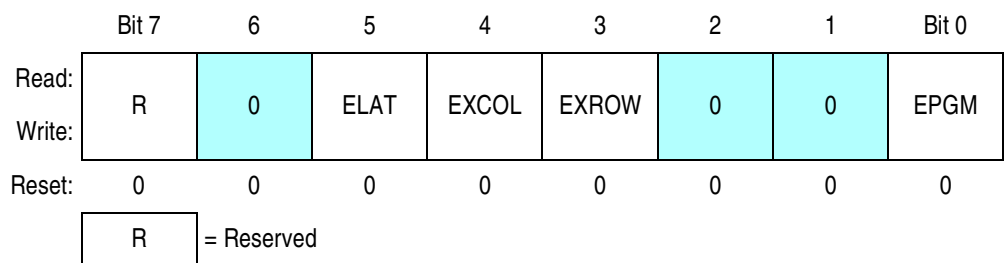 Bit 7 6 5 4 3 2 1 Bit 0
Read:
R 0 ELAT EXCOL EXROW 0 0 EPGM
Write:
Reset: 0 0 0 0 0 0 0 0
R = Reserved